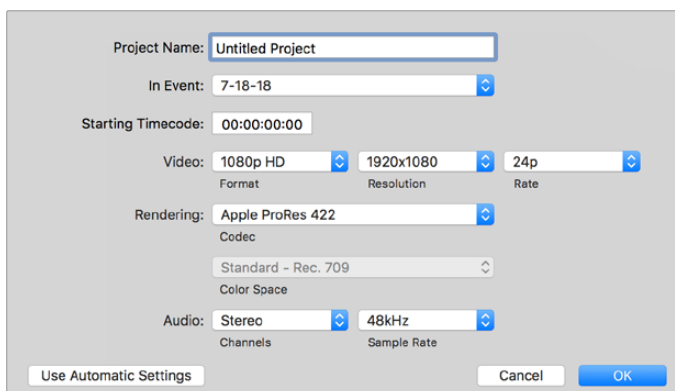 Project Name: Untitled Project
In Event: 7-18-18
Starting Timecode: 00:00:00:00
Video: 1080p HD 1920x1080 24p
Format Resolution Rate
Rendering: Apple ProRes 422
Codec
Standard - Rec. 709
Color Space
Audio: Stereo 48kHz
Channels Sample Rate
Use Automatic Settings Cancel OK